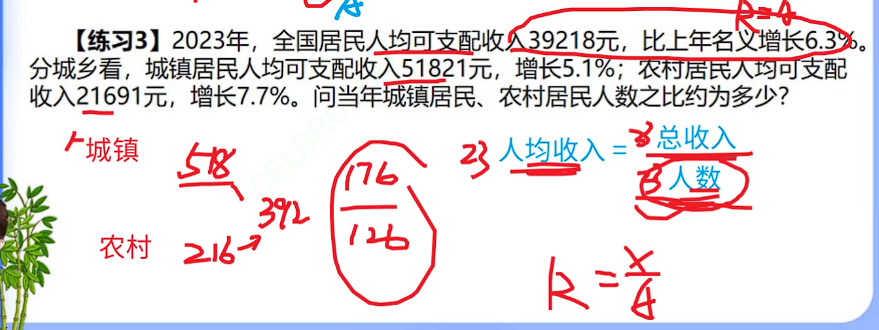 R=A
A
【练习3】2023年，全国居民人均可支配收入39218元，比上年名义增长6.3%。
分城乡看，城镇居民人均可支配收入51821元，增长5.1%；农村居民人均可支配
收入21691元，增长7.7%。问当年城镇居民、农村居民人数之比约为多少？
城镇
518
392
农村
216
176
126
23 人均收入＝总收入
人数
R=X
A